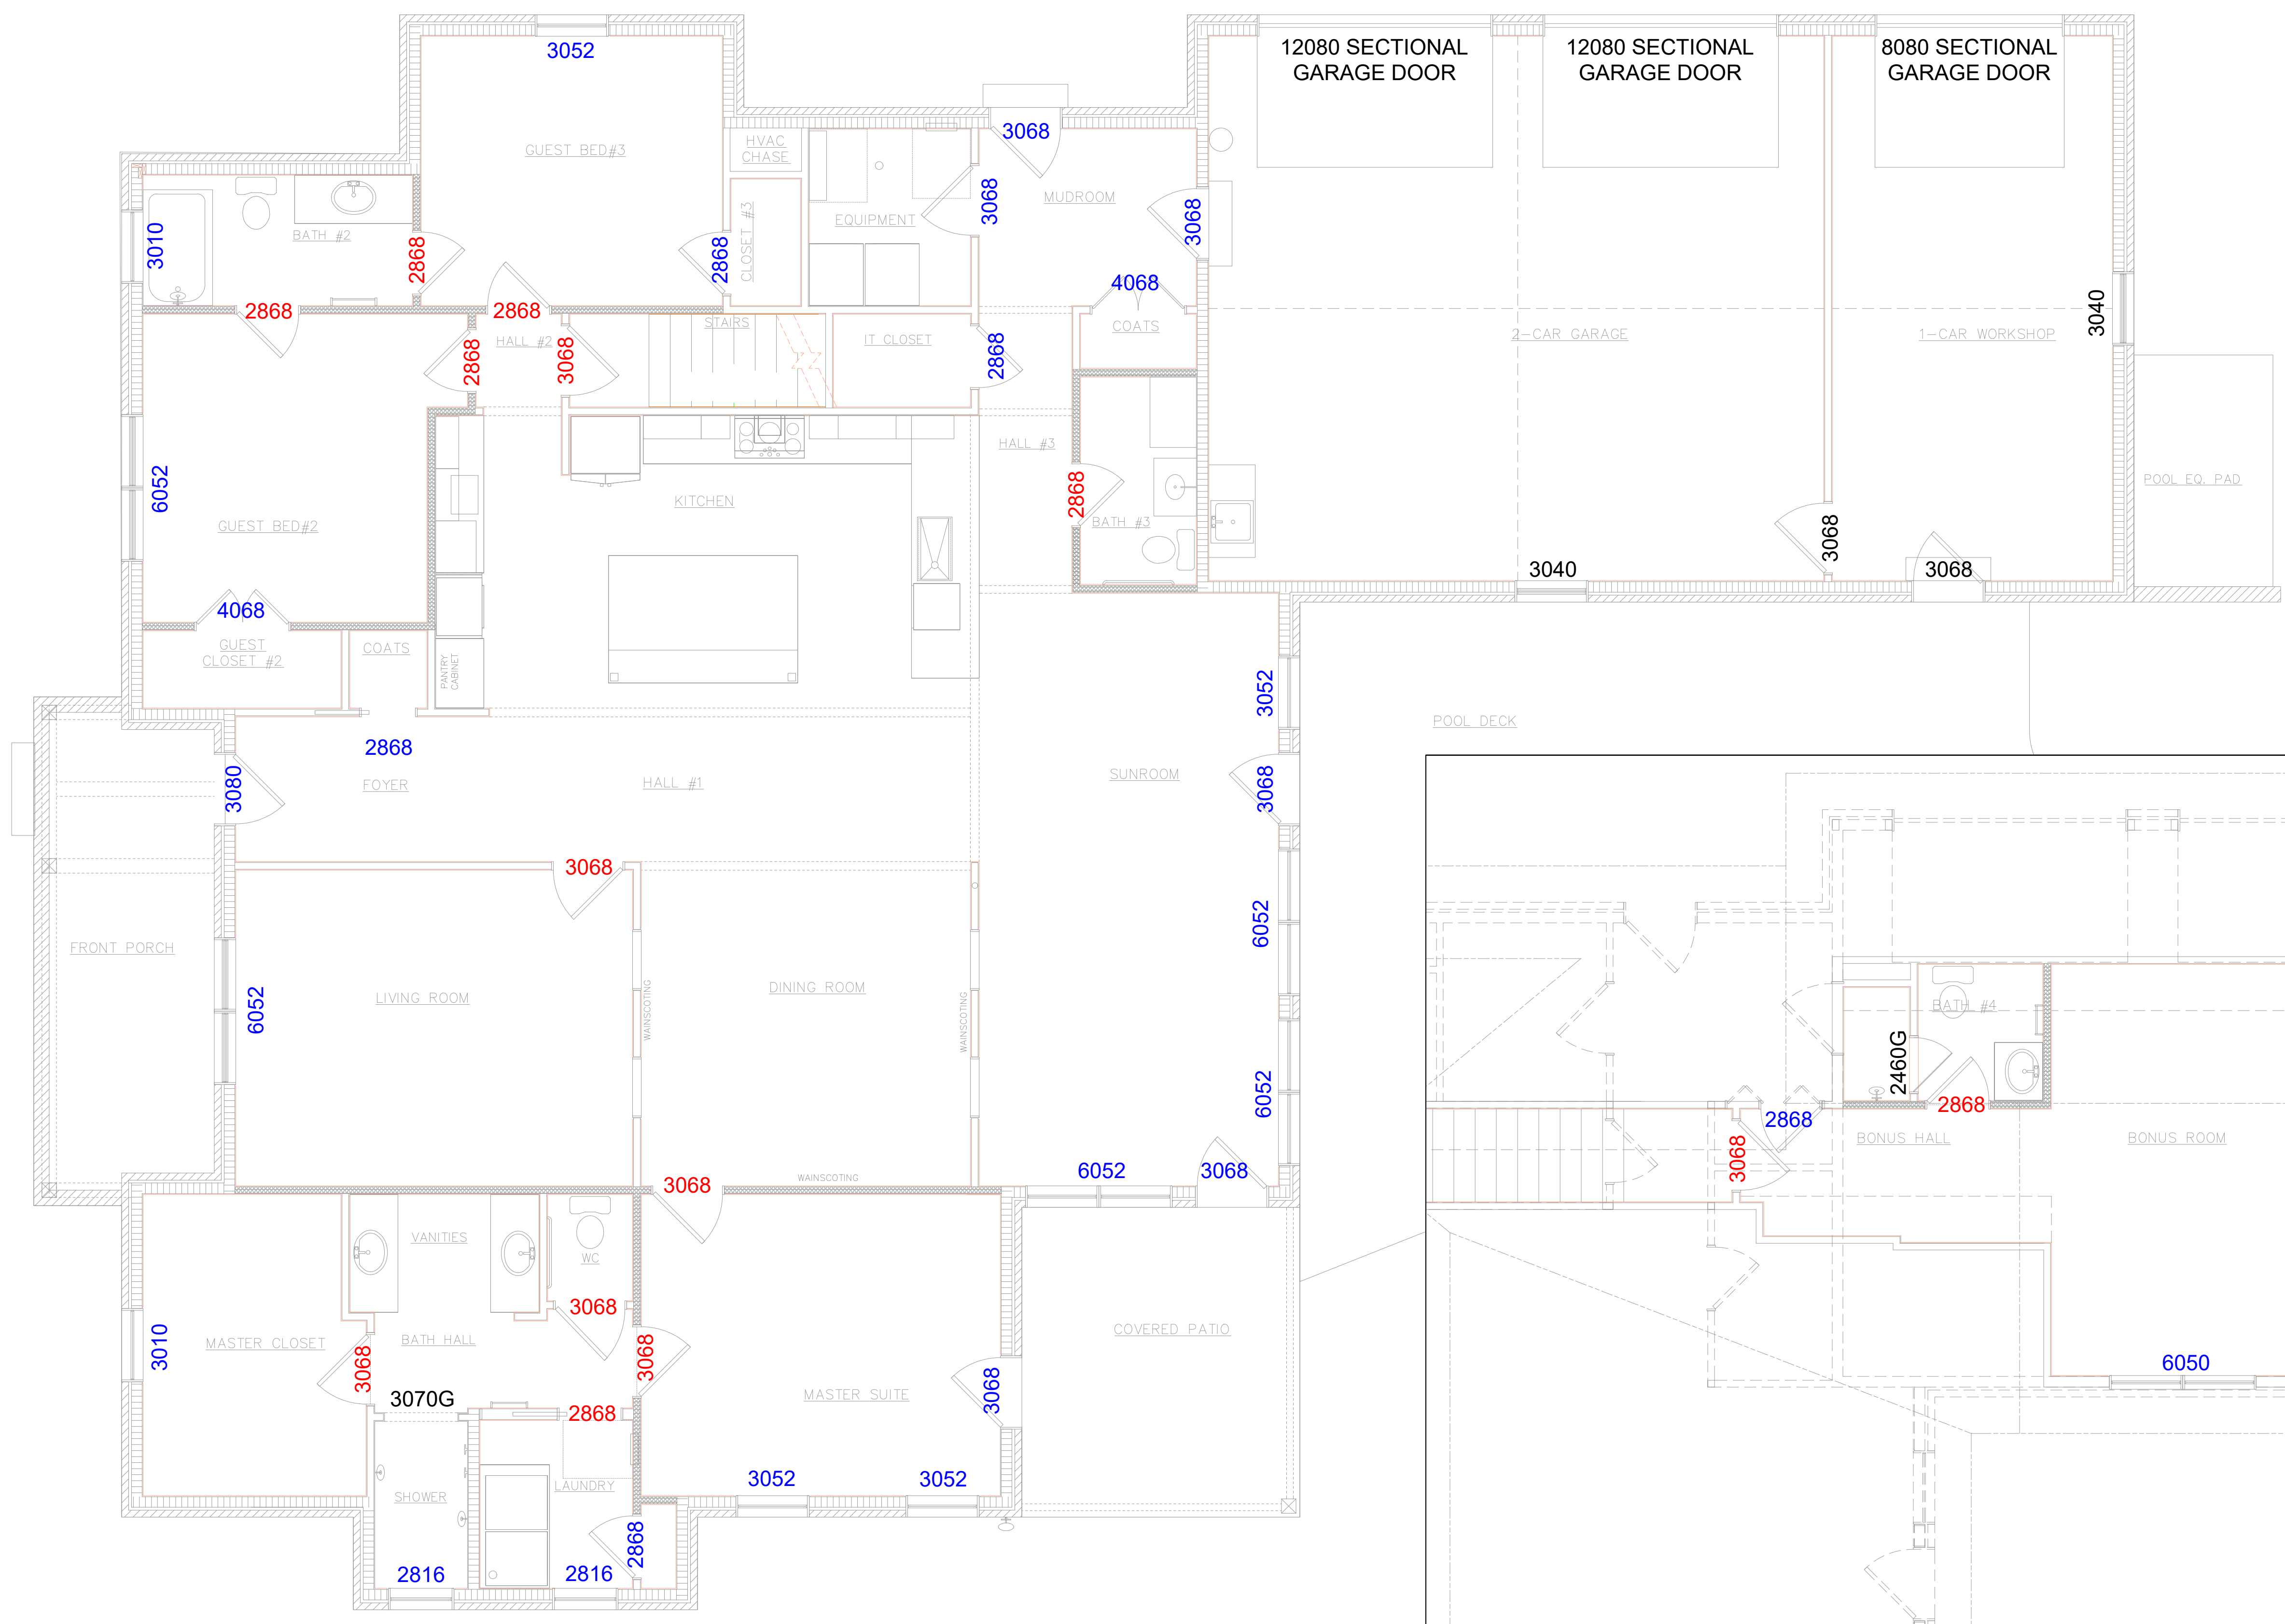 12080 SECTIONAL
GARAGE DOOR
12080 SECTIONAL
GARAGE DOOR
8080 SECTIONAL
GARAGE DOOR
3052
GUEST BED#3
HVAC
CHASE
3068
MUDROOM
3068
3068
EQUIPMENT
CLOSET #3
BATH #2
3010
2868
2868
4068
2868
2868
STAIRS
HALL #2
IT CLOSET
COATS
2-CAR GARAGE
1-CAR WORKSHOP
3040
2868
3068
2868
HALL #3
6052
KITCHEN
2868
BATH #3
POOL EQ. PAD
GUEST BED#2
3068
3040
3068
4068
GUEST
CLOSET #2
COATS
PANTRY
CABINET
3052
POOL DECK
2868
3080
FOYER
HALL #1
SUNROOM
3068
3068
6052
FRONT PORCH
LIVING ROOM
DINING ROOM
6052
WAINSCOTING
WAINSCOTING
BATH #4
2460G
6052
2868
2868
BONUS HALL
BONUS ROOM
3068
WAINSCOTING
6052
3068
3068
VANITIES
WC
3068
MASTER CLOSET
BATH HALL
3010
3068
3068
COVERED PATIO
6050
3070G
MASTER SUITE
3068
2868
3052
3052
LAUNDRY
SHOWER
2868
2816
2816